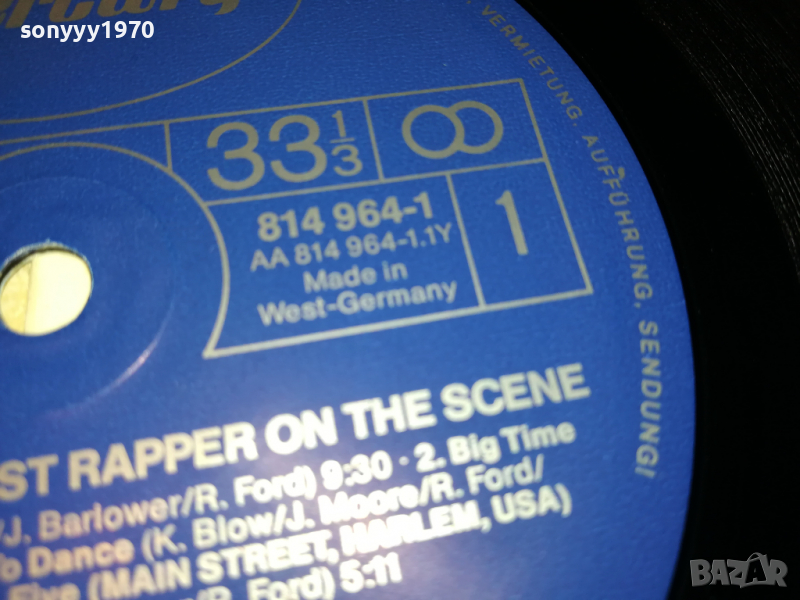 sonyyy1970
33 1/3
814 964-1
AA 814 964-1.1Y
Made in
West-Germany
1
VERMIETUNG, AUFFÜHRUNG, SENDUNG!
ST RAPPER ON THE SCENE
/J. Barlower/R. Ford) 9:30 · 2. Big Time
To Dance (K. Blow/J. Moore/R. Ford/
Five (MAIN STREET, HARLEM, USA)
R. Ford) 5:11
BAZAR